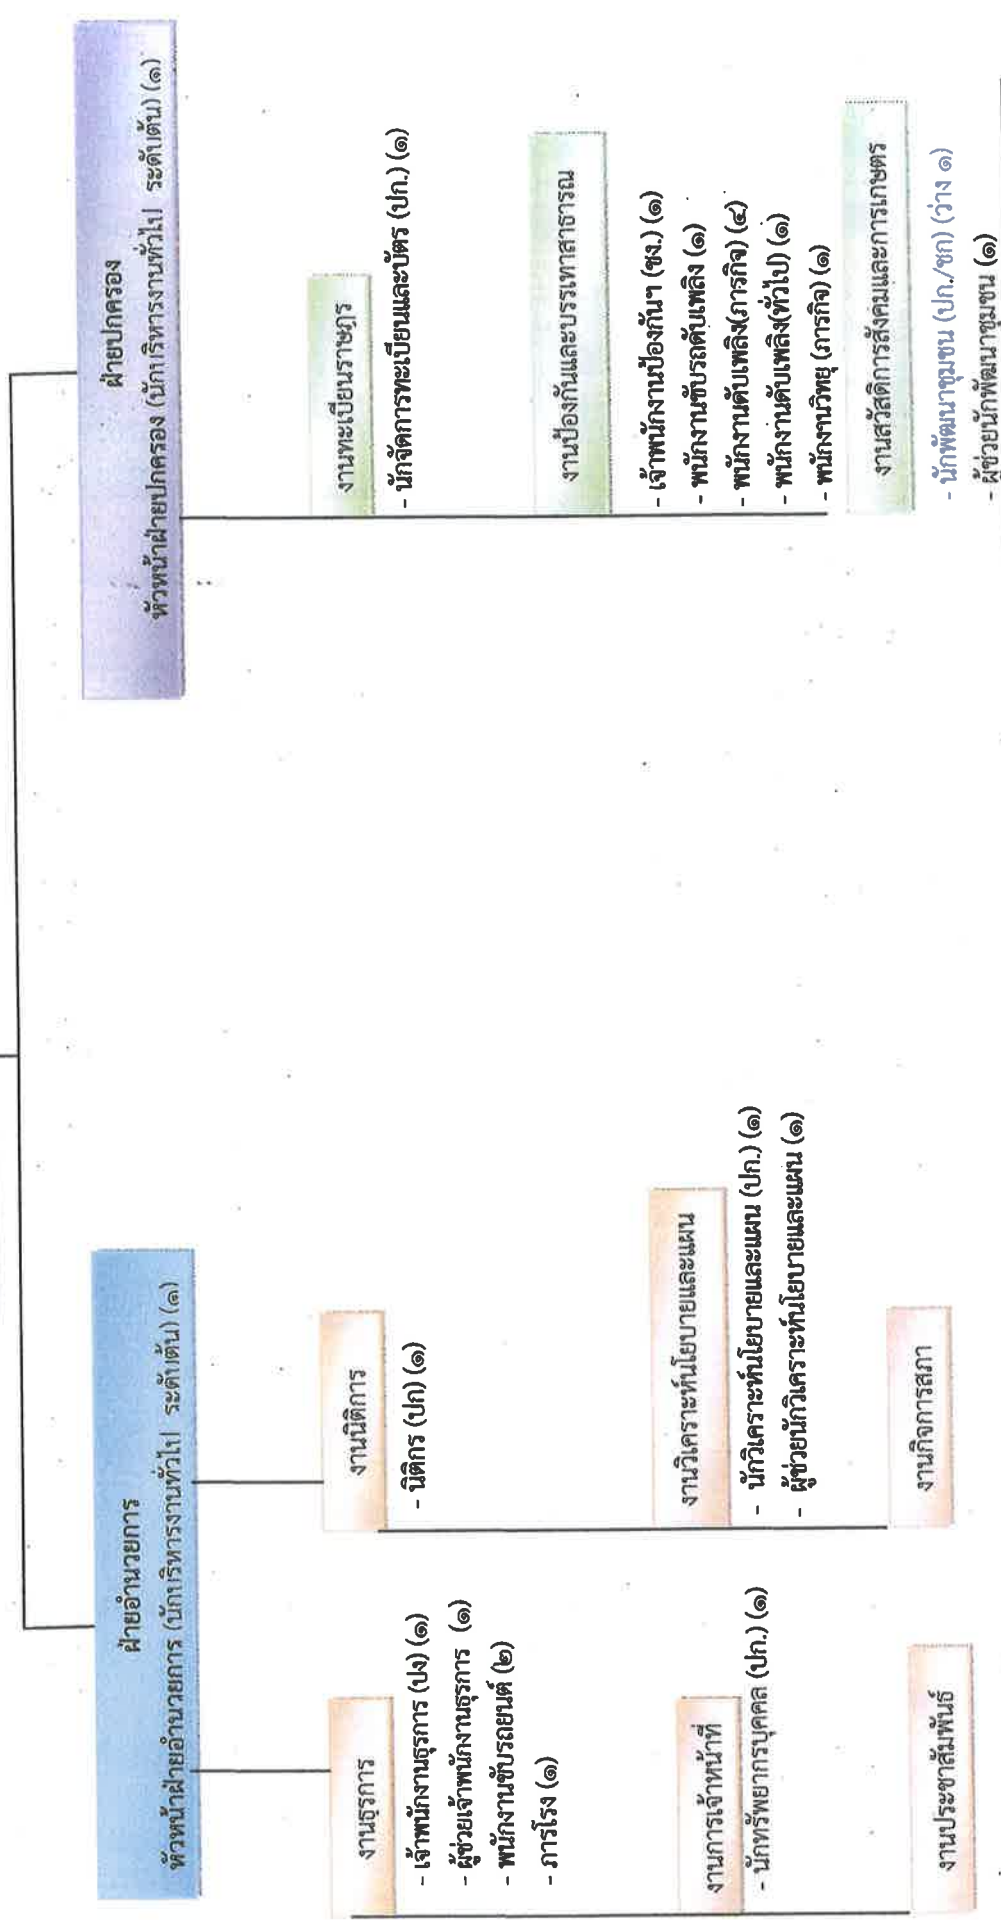 ฝ่ายอำนวยการ
หัวหน้าฝ่ายอำนวยการ (นักบริหารงานทั่วไป ระดับต้น) (๑)
งานธุรการ
- เจ้าพนักงานธุรการ (ปง) (๑)
- ผู้ช่วยเจ้าพนักงานธุรการ (๑)
- พนักงานขับรถยนต์ (๒)
- ภารโรง (๑)
งานการเจ้าหน้าที่
- นักทรัพยากรบุคคล (ปก.) (๑)
งานประชาสัมพันธ์
งานนิติการ
- นิติกร (ปก) (๑)
งานวิเคราะห์นโยบายและแผน
- นักวิเคราะห์นโยบายและแผน (ปก.) (๑)
- ผู้ช่วยนักวิเคราะห์นโยบายและแผน (๑)
งานกิจการสภา
ฝ่ายปกครอง
หัวหน้าฝ่ายปกครอง (นักบริหารงานทั่วไป ระดับต้น) (๑)
งานทะเบียนราษฎร
- นักจัดการทะเบียนและบัตร (ปก.) (๑)
งานป้องกันและบรรเทาสาธารณ
- เจ้าพนักงานป้องกันฯ (ชง.) (๑)
- พนักงานขับรถดับเพลิง (๑)
- พนักงานดับเพลิง(ภารกิจ) (๔)
- พนักงานดับเพลิง(ทั่วไป) (๑)
- พนักงานวิทยุ (ภารกิจ) (๑)
งานสวัสดิการสังคมและการเกษตร
- นักพัฒนาชุมชน (ปก./ชก) (ว่าง ๑)
- ผู้ช่วยนักพัฒนาชุมชน (๑)